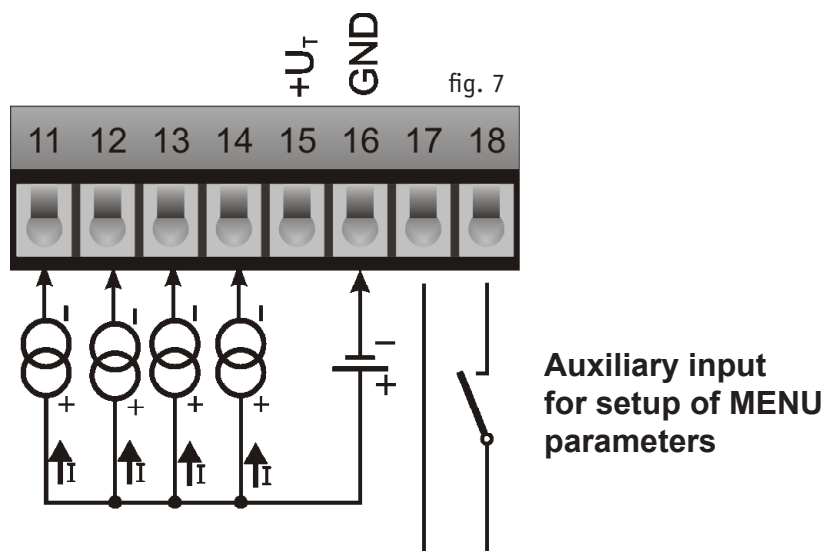 +UT
GND
fig. 7
11 12 13 14 15 16 17 18
- - - - -
+ + + + +
I I I I
Auxiliary input
for setup of MENU
parameters